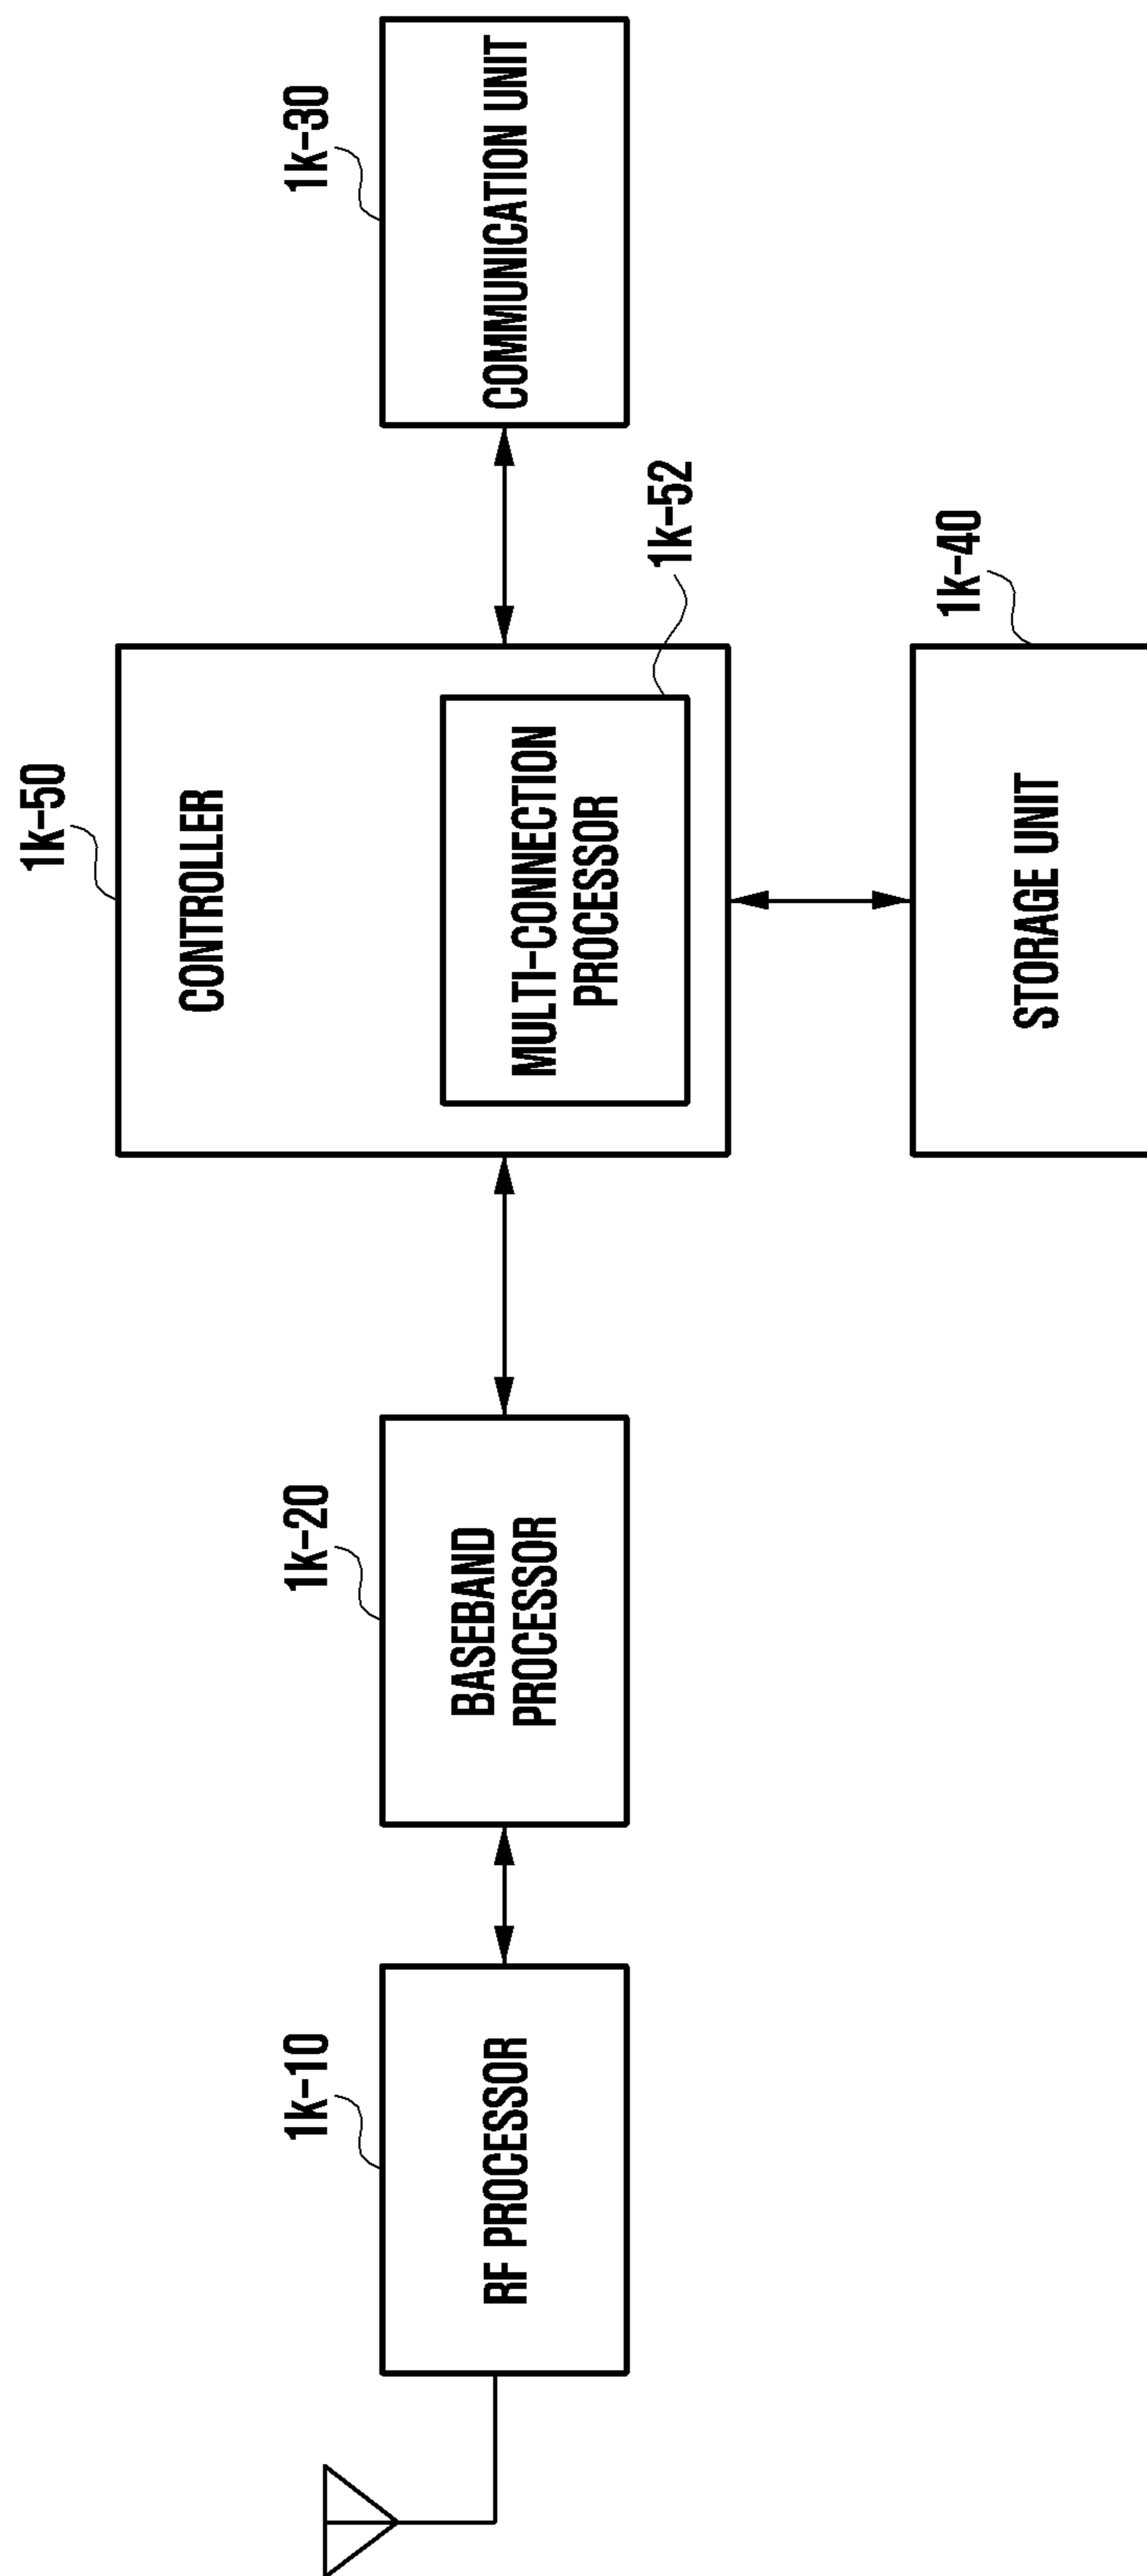 1k-10
RF PROCESSOR
1k-20
BASEBAND
PROCESSOR
1k-50
CONTROLLER
MULTI-CONNECTION
PROCESSOR
1k-52
1k-30
COMMUNICATION UNIT
1k-40
STORAGE UNIT